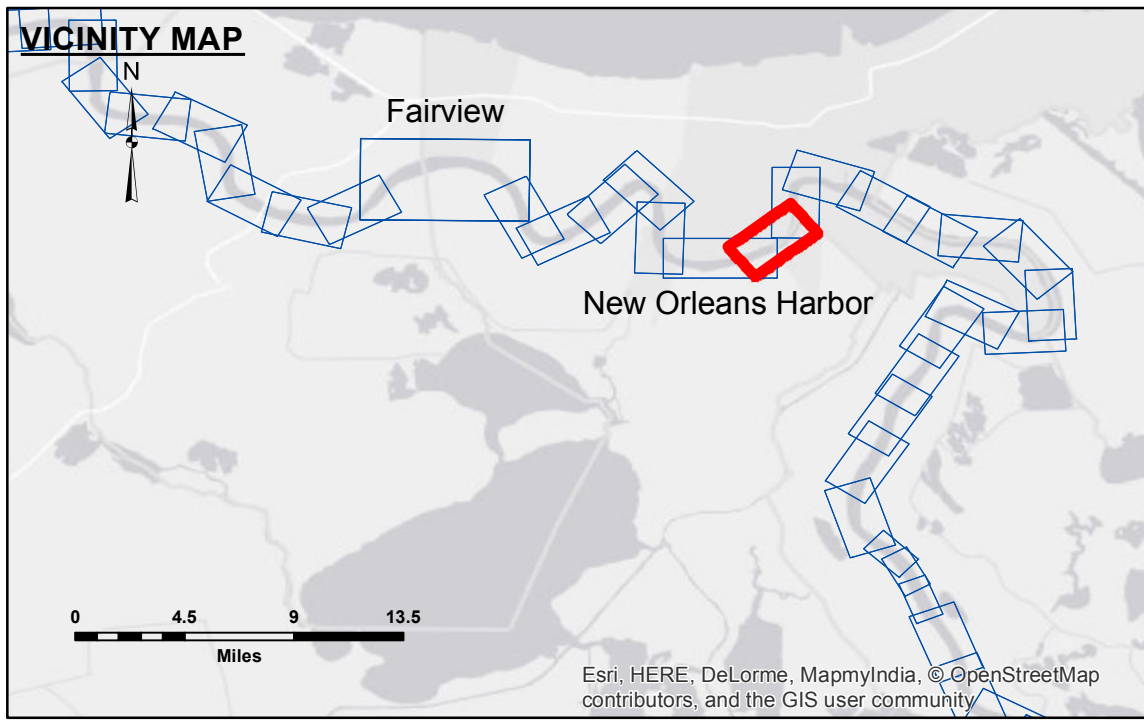 VICINITY MAP
N
Fairview
New Orleans Harbor
0 4.5 9 13.5
Miles
Esri, HERE, DeLorme, MapmyIndia, © OpenStreetMap
contributors, and the GIS user community